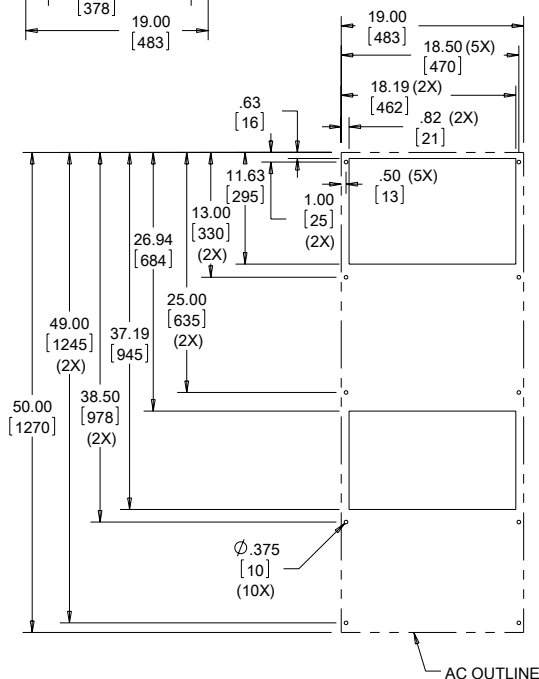 [378]
19.00
[483]
19.00
[483]
18.50 (5X)
[470]
18.19 (2X)
[462]
.63
[16]
.82 (2X)
[21]
11.63
[295]
1.00
[25]
(2X)
.50 (5X)
[13]
13.00
[330]
(2X)
26.94
[684]
25.00
[635]
(2X)
49.00
[1245]
(2X)
37.19
[945]
38.50
[978]
(2X)
50.00
[1270]
Ø.375
[10]
(10X)
AC OUTLINE